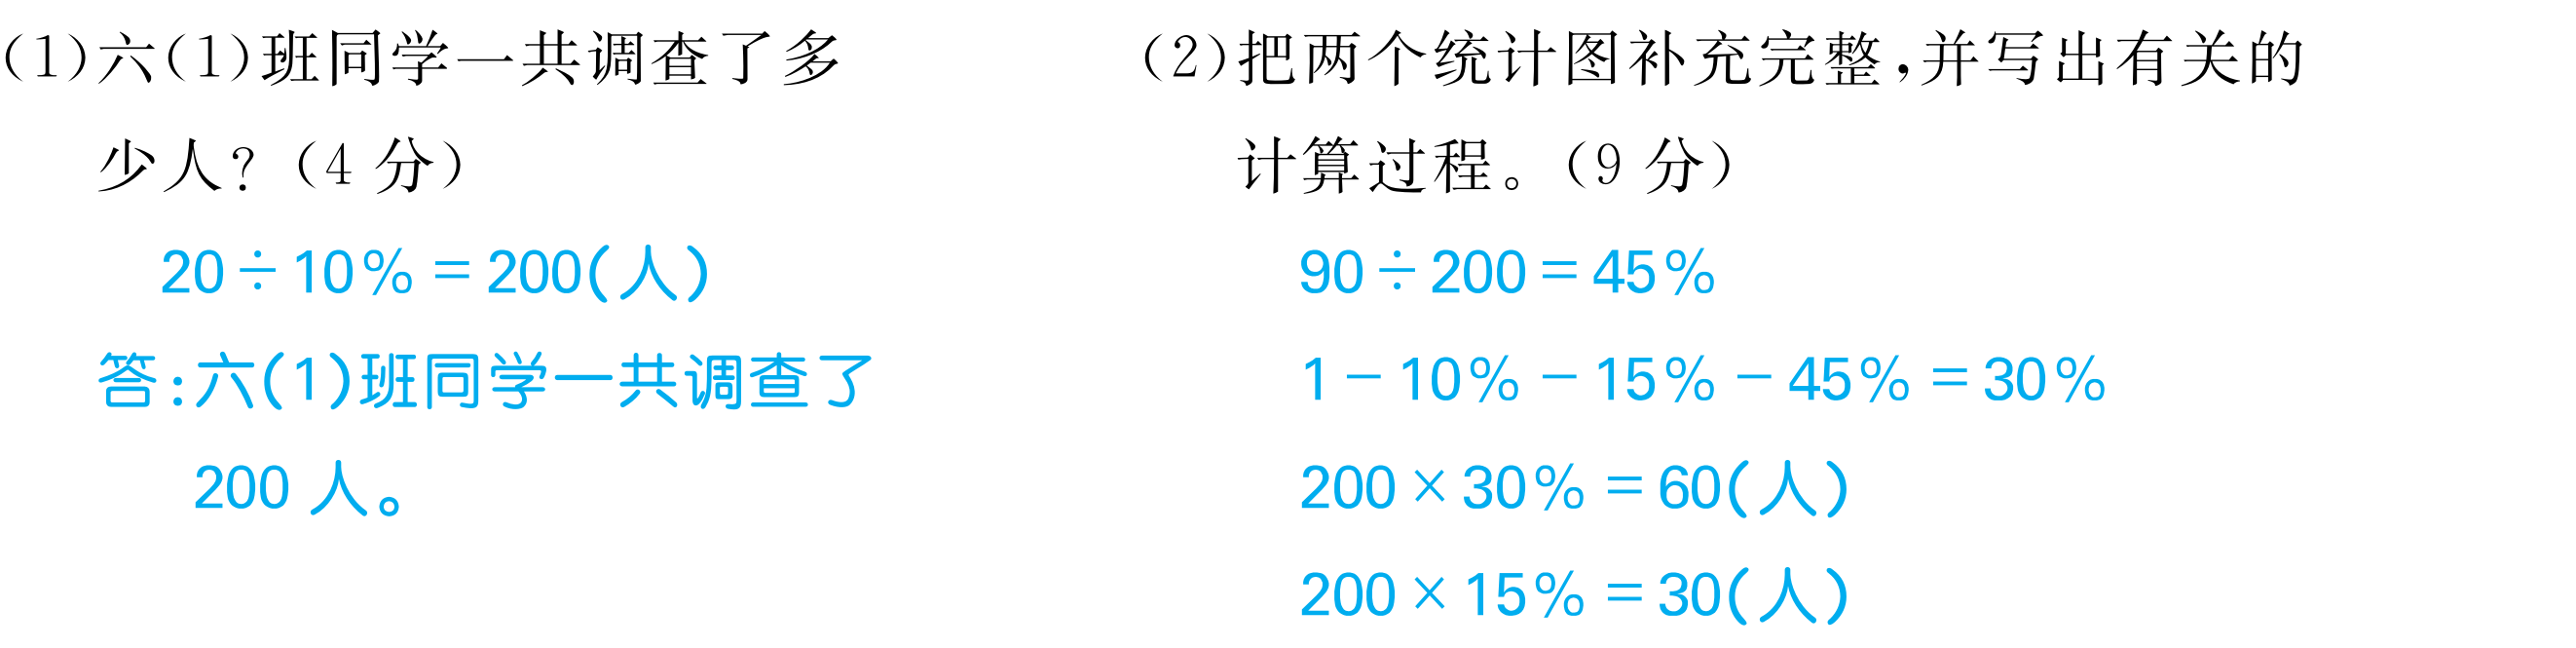 (1)六(1)班同学一共调查了多
少人?(4 分)
20÷10%=200(人)
答:六(1)班同学一共调查了
200 人。
(2)把两个统计图补充完整,并写出有关的
计算过程。(9 分)
90÷200=45%
1-10%-15%-45%=30%
200×30%=60(人)
200×15%=30(人)